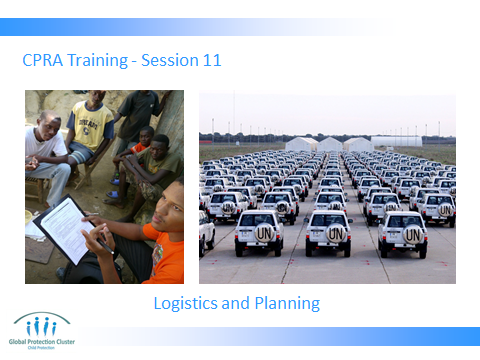 CPRA Training - Session 11
UN
UN
UN
UN
Logistics and Planning
Global Protection Cluster
Child Protection